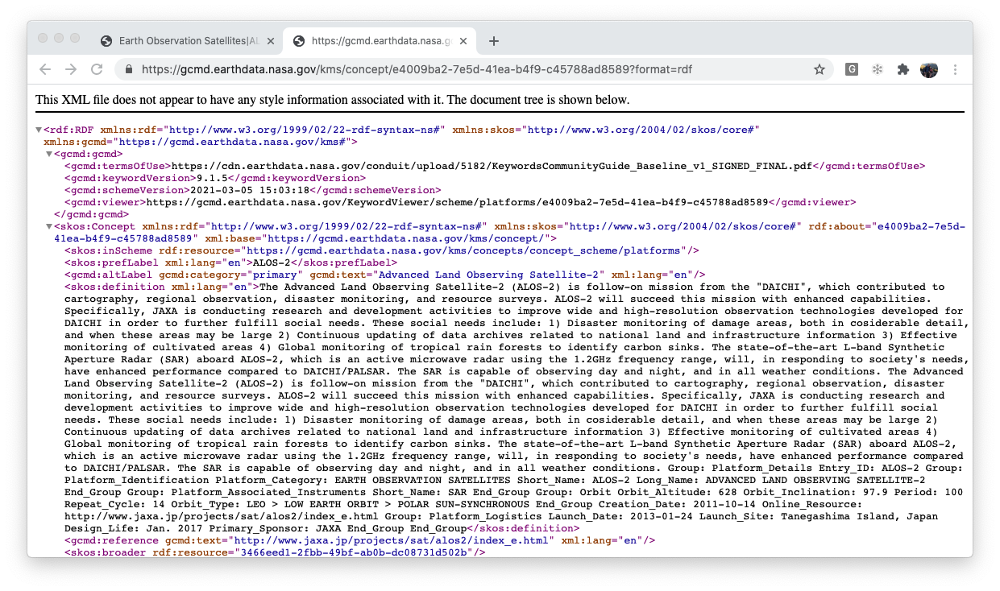 Earth Observation Satellites|AL
https://gcmd.earthdata.nasa.g
https://gcmd.earthdata.nasa.gov/kms/concept/e4009ba2-7e5d-41ea-b4f9-c45788ad8589?format=rdf
G
This XML file does not appear to have any style information associated with it. The document tree is shown below.
<rdf:RDF xmlns:rdf="http://www.w3.org/1999/02/22-rdf-syntax-ns#" xmlns:skos="http://www.w3.org/2004/02/skos/core#"
xmlns:gcmd="https://gcmd.earthdata.nasa.gov/kms#">
<gcmd:gcmd>
<gcmd:termsOfUse>https://cdn.earthdata.nasa.gov/conduit/upload/5182/KeywordsCommunityGuide_Baseline_v1_SIGNED_FINAL.pdf</gcmd:termsOfUse>
<gcmd:keywordVersion>9.1.5</gcmd:keywordVersion>
<gcmd:schemeVersion>2021-03-05 15:03:18</gcmd:schemeVersion>
<gcmd:viewer>https://gcmd.earthdata.nasa.gov/KeywordViewer/scheme/platforms/e4009ba2-7e5d-41ea-b4f9-c45788ad8589</gcmd:viewer>
</gcmd:gcmd>
<skos:Concept xmlns:rdf="http://www.w3.org/1999/02/22-rdf-syntax-ns#" xmlns:skos="http://www.w3.org/2004/02/skos/core#" rdf:about="e4009ba2-7e5d-
41ea-b4f9-c45788ad8589" xml:base="https://gcmd.earthdata.nasa.gov/kms/concept/">
<skos:inScheme rdf:resource="https://gcmd.earthdata.nasa.gov/kms/concepts/concept_scheme/platforms"/>
<skos:prefLabel xml:lang="en">ALOS-2</skos:prefLabel>
<gcmd:altLabel gcmd:category="primary" gcmd:text="Advanced Land Observing Satellite-2" xml:lang="en"/>
<skos:definition xml:lang="en">The Advanced Land Observing Satellite-2 (ALOS-2) is follow-on mission from the "DAICHI", which contributed to
cartography, regional observation, disaster monitoring, and resource surveys. ALOS-2 will succeed this mission with enhanced capabilities.
Specifically, JAXA is conducting research and development activities to improve wide and high-resolution observation technologies developed for
DAICHI in order to further fulfill social needs. These social needs include: 1) Disaster monitoring of damage areas, both in cosiderable detail,
and when these areas may be large 2) Continuous updating of data archives related to national land and infrastructure information 3) Effective
monitoring of cultivated areas 4) Global monitoring of tropical rain forests to identify carbon sinks. The state-of-the-art L-band Synthetic
Aperture Radar (SAR) aboard ALOS-2, which is an active microwave radar using the 1.2GHz frequency range, will, in responding to society's needs,
have enhanced performance compared to DAICHI/PALSAR. The SAR is capable of observing day and night, and in all weather conditions. The Advanced
Land Observing Satellite-2 (ALOS-2) is follow-on mission from the "DAICHI", which contributed to cartography, regional observation, disaster
monitoring, and resource surveys. ALOS-2 will succeed this mission with enhanced capabilities. Specifically, JAXA is conducting research and
development activities to improve wide and high-resolution observation technologies developed for DAICHI in order to further fulfill social
needs. These social needs include: 1) Disaster monitoring of damage areas, both in cosiderable detail, and when these areas may be large 2)
Continuous updating of data archives related to national land and infrastructure information 3) Effective monitoring of cultivated areas 4)
Global monitoring of tropical rain forests to identify carbon sinks. The state-of-the-art L-band Synthetic Aperture Radar (SAR) aboard ALOS-2,
which is an active microwave radar using the 1.2GHz frequency range, will, in responding to society's needs, have enhanced performance compared
to DAICHI/PALSAR. The SAR is capable of observing day and night, and in all weather conditions. Group: Platform_Details Entry_ID: ALOS-2 Group:
Platform_Identification Platform_Category: EARTH OBSERVATION SATELLITES Short_Name: ALOS-2 Long_Name: ADVANCED LAND OBSERVING SATELLITE-2
End_Group Group: Platform_Associated_Instruments Short_Name: SAR End_Group Group: Orbit Orbit_Altitude: 628 Orbit_Inclination: 97.9 Period: 100
Repeat_Cycle: 14 Orbit_Type: LEO > LOW EARTH ORBIT > POLAR SUN-SYNCHRONOUS End_Group Creation_Date: 2011-10-14 Online_Resource:
http://www.jaxa.jp/projects/sat/alos2/index_e.html Group: Platform_Logistics Launch_Date: 2013-01-24 Launch_Site: Tanegashima Island, Japan
Design_Life: Jan. 2017 Primary_Sponsor: JAXA End_Group End_Group</skos:definition>
<gcmd:reference gcmd:text="http://www.jaxa.jp/projects/sat/alos2/index_e.html" xml:lang="en"/>
<skos:broader rdf:resource="3466eed1-2fbb-49bf-ab0b-dc08731d502b"/>